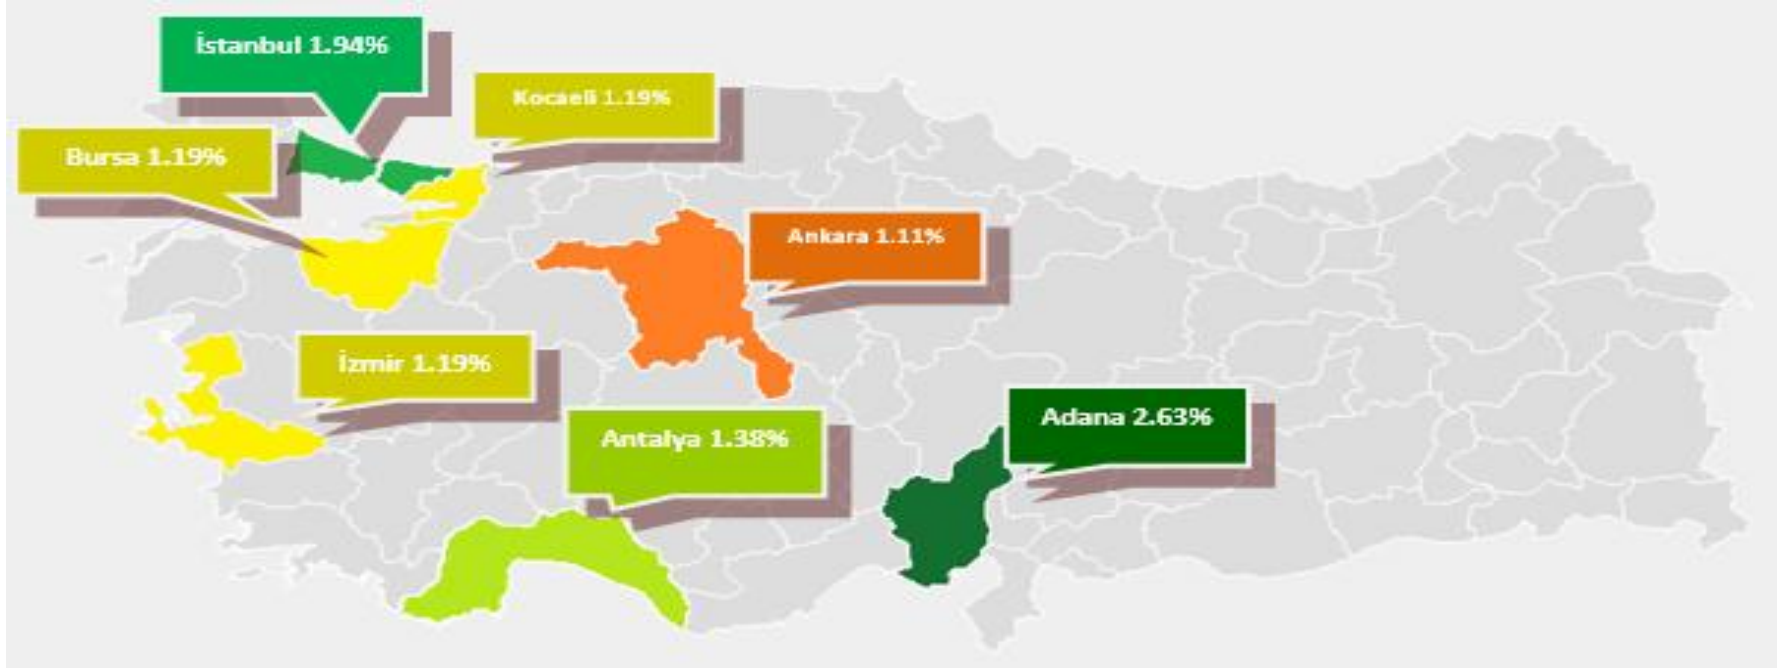 İstanbul 1.94%
Kocaeli 1.19%
Bursa 1.19%
Ankara 1.11%
İzmir 1.19%
Antalya 1.38%
Adana 2.63%